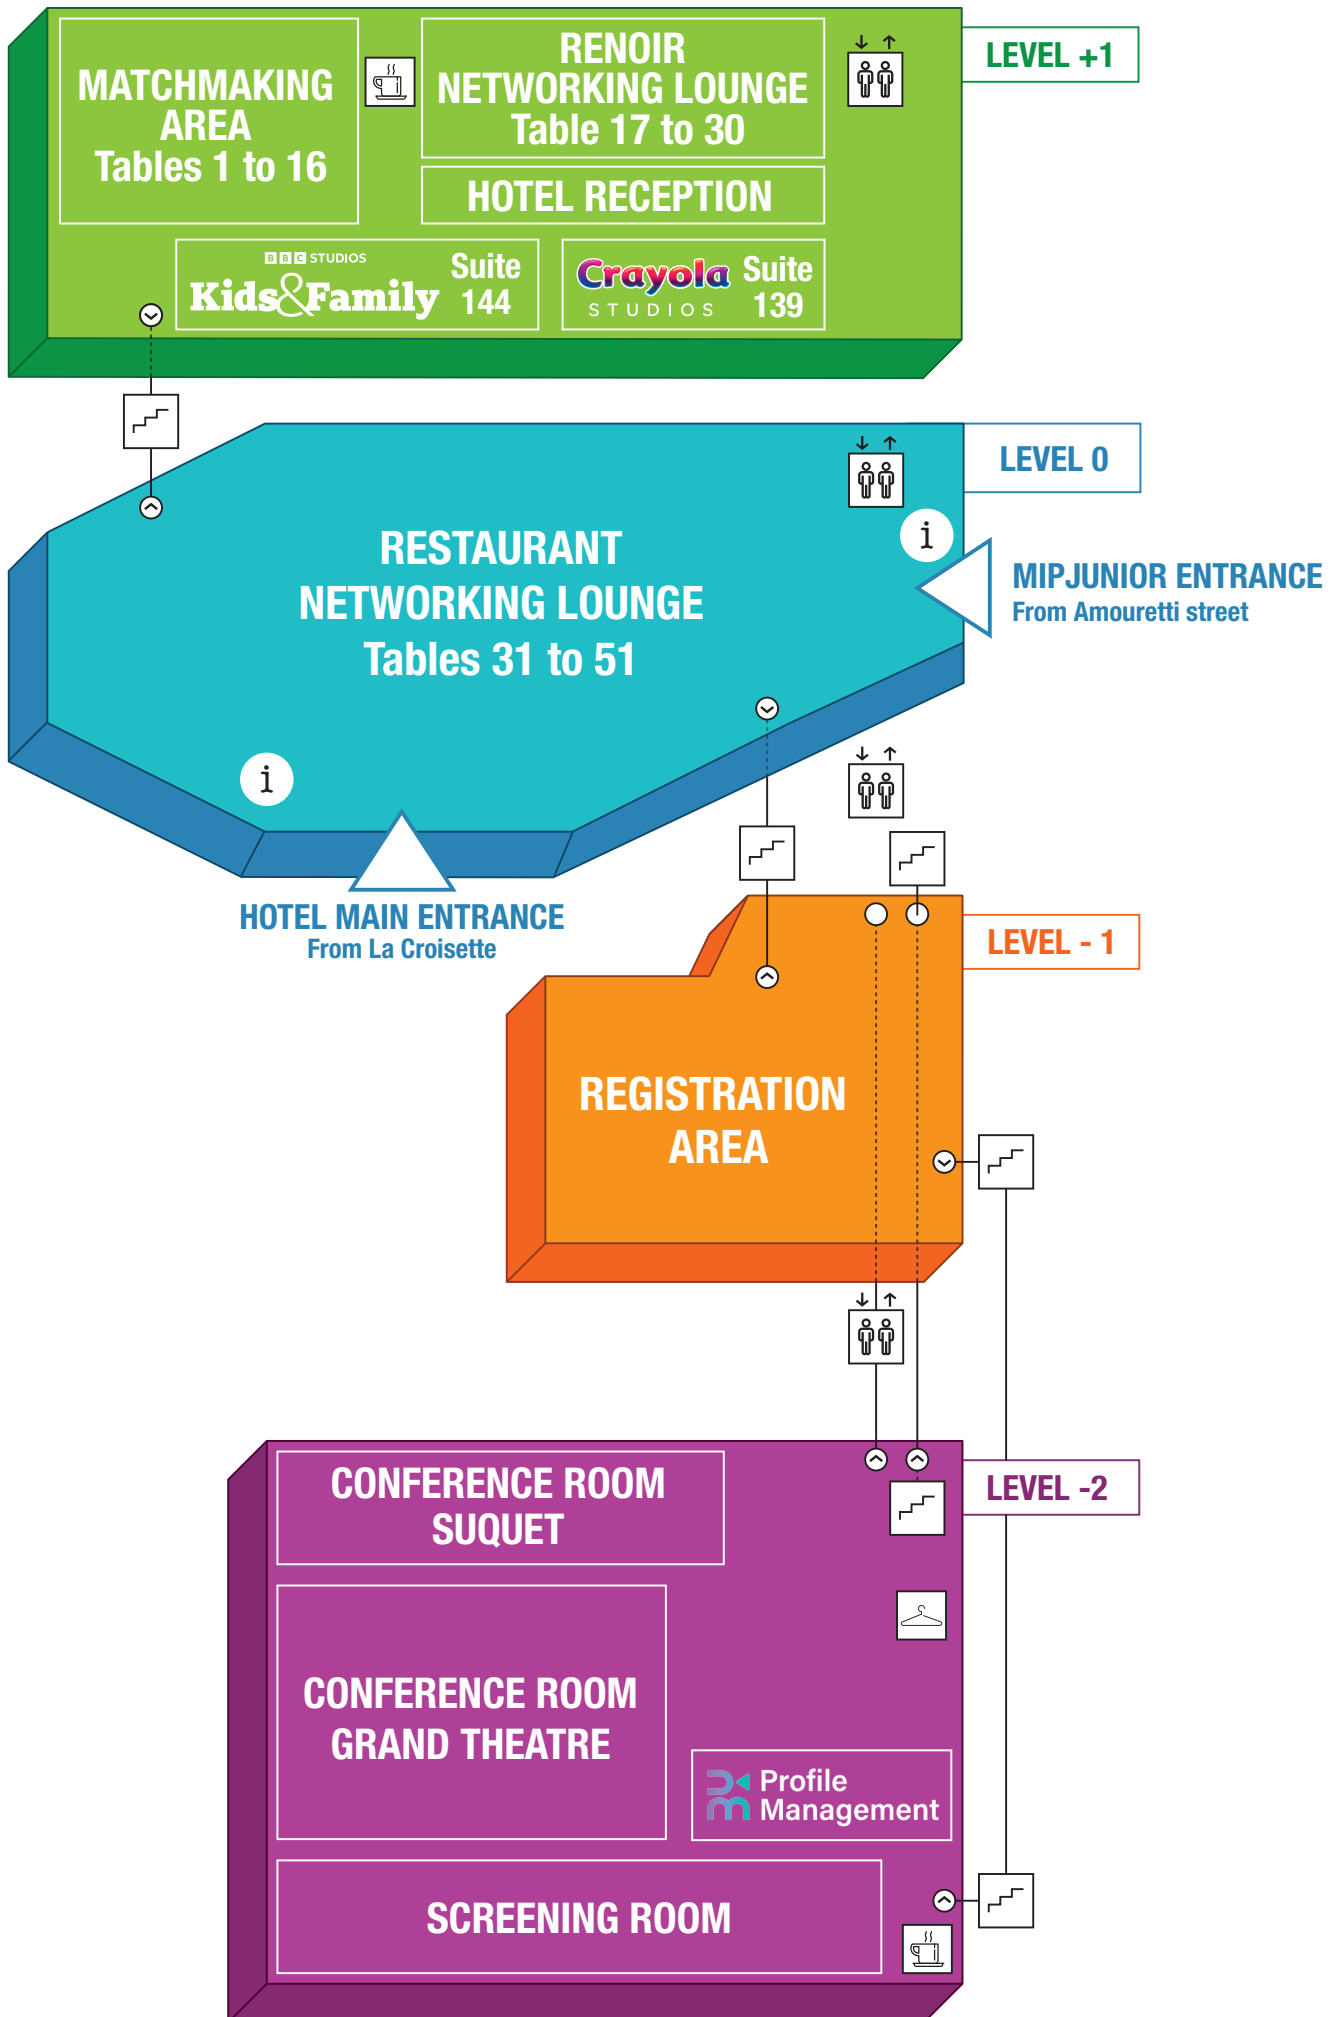 LEVEL +1
MATCHMAKING
AREA
Tables 1 to 16
RENOIR
NETWORKING LOUNGE
Table 17 to 30
HOTEL RECEPTION
BBC STUDIOS
Kids&Family
Suite
144
Crayola
STUDIOS
Suite
139
LEVEL 0
RESTAURANT
NETWORKING LOUNGE
Tables 31 to 51
i
MIPJUNIOR ENTRANCE
From Amouretti street
i
HOTEL MAIN ENTRANCE
From La Croisette
LEVEL - 1
REGISTRATION
AREA
LEVEL -2
CONFERENCE ROOM
SUQUET
CONFERENCE ROOM
GRAND THEATRE
Profile
Management
SCREENING ROOM